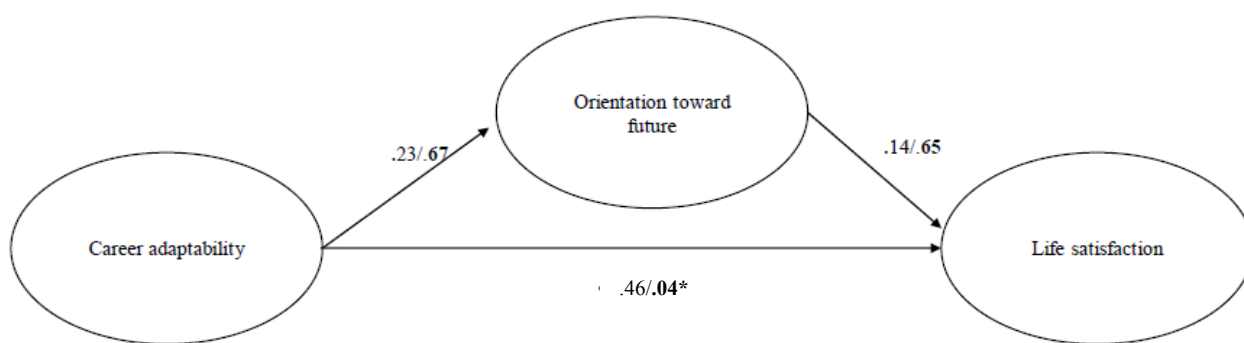 Orientation toward
future
.23/.67
.14/.65
Career adaptability
Life satisfaction
.46/.04*